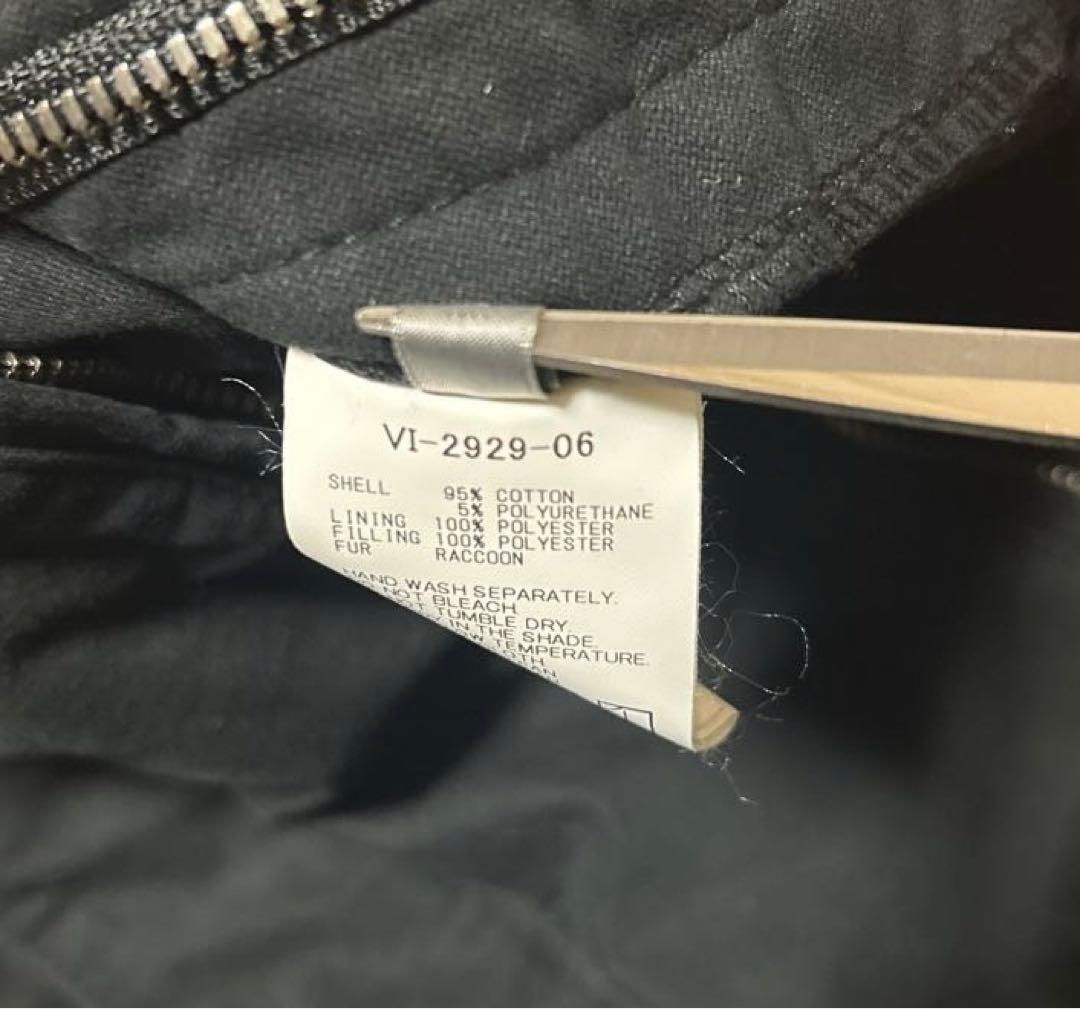 VI-2929-06
SHELL 95% COTTON
5% POLYURETHANE
LINING 100% POLYESTER
FILLING 100% POLYESTER
FUR RACCOON
HAND WASH SEPARATELY.
NOT BLEACH
TUMBLE DRY.
IN THE SHADE
TEMPERATURE.